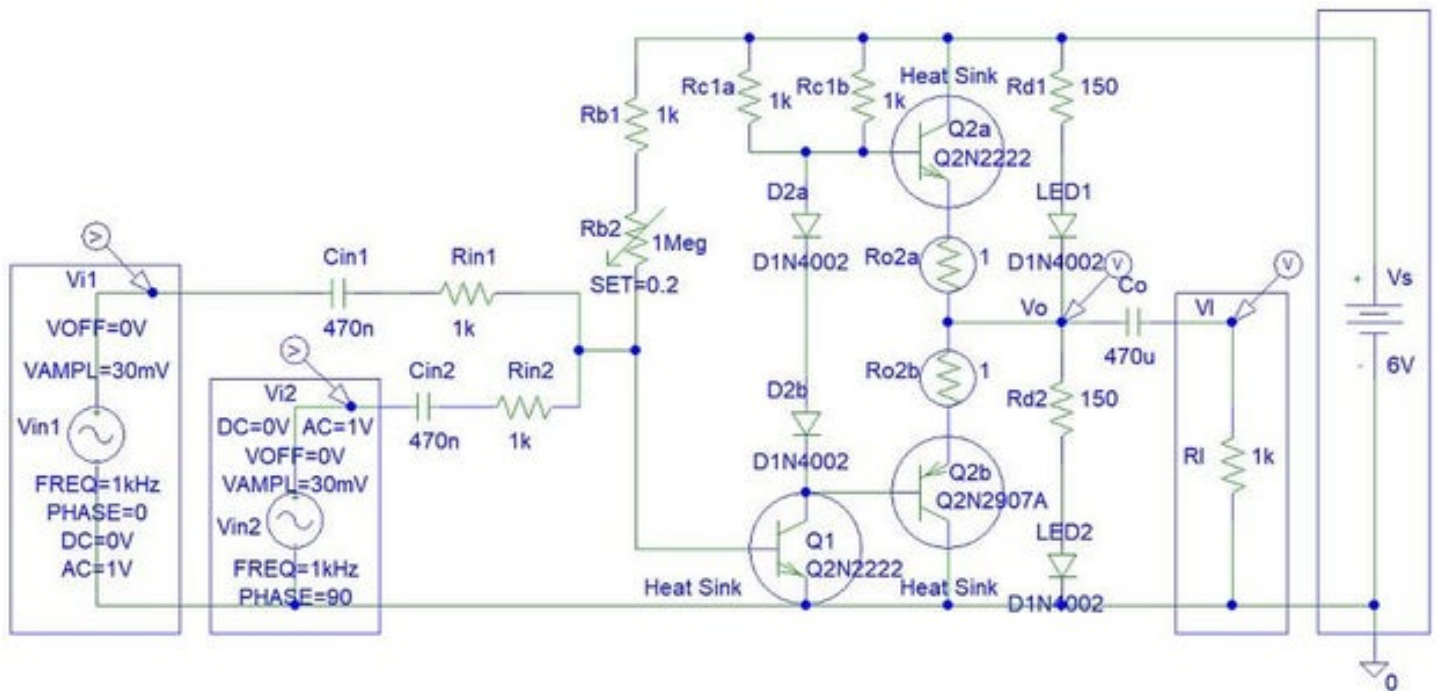 Vi1
VOFF=0V
VAMPL=30mV
Vin1
FREQ=1kHz
PHASE=0
DC=0V
AC=1V
Vi2
DC=0V AC=1V
VOFF=0V
VAMPL=30mV
Vin2
FREQ=1kHz
PHASE=90
Cin1
470n
Rin1
1k
Cin2
470n
Rin2
1k
Rb1
1k
Rb2
1Meg
SET=0.2
Rc1a
1k
Rc1b
1k
Heat Sink
Q2a
Q2N2222
Rd1
150
D2a
D1N4002
LED1
D1N4002
Ro2a
1
Vo
V
Co
470u
Vl
V
Ro2b
1
Rd2
150
D2b
D1N4002
Q2b
Q2N2907A
Q1
Q2N2222
Heat Sink
Heat Sink
LED2
D1N4002
Rl
1k
+
Vs
-
6V
0